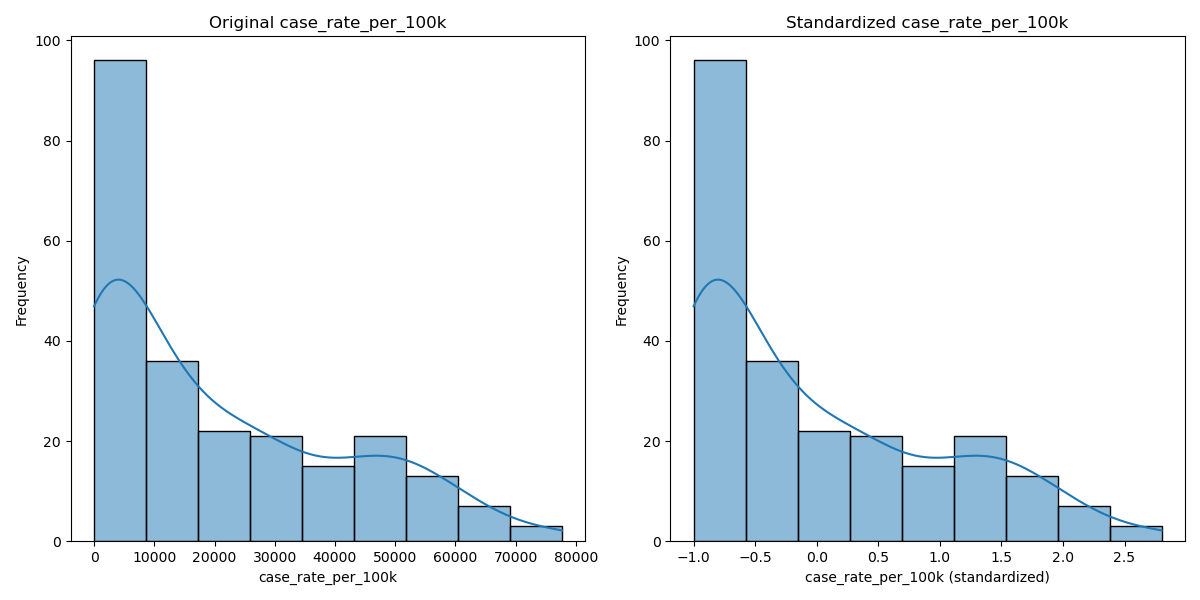 Original case_rate_per_100k
Standardized case_rate_per_100k
100
80
60
40
20
0
Frequency
0 10000 20000 30000 40000 50000 60000 70000 80000
case_rate_per_100k
100
80
60
40
20
0
Frequency
−1.0 −0.5 0.0 0.5 1.0 1.5 2.0 2.5
case_rate_per_100k (standardized)